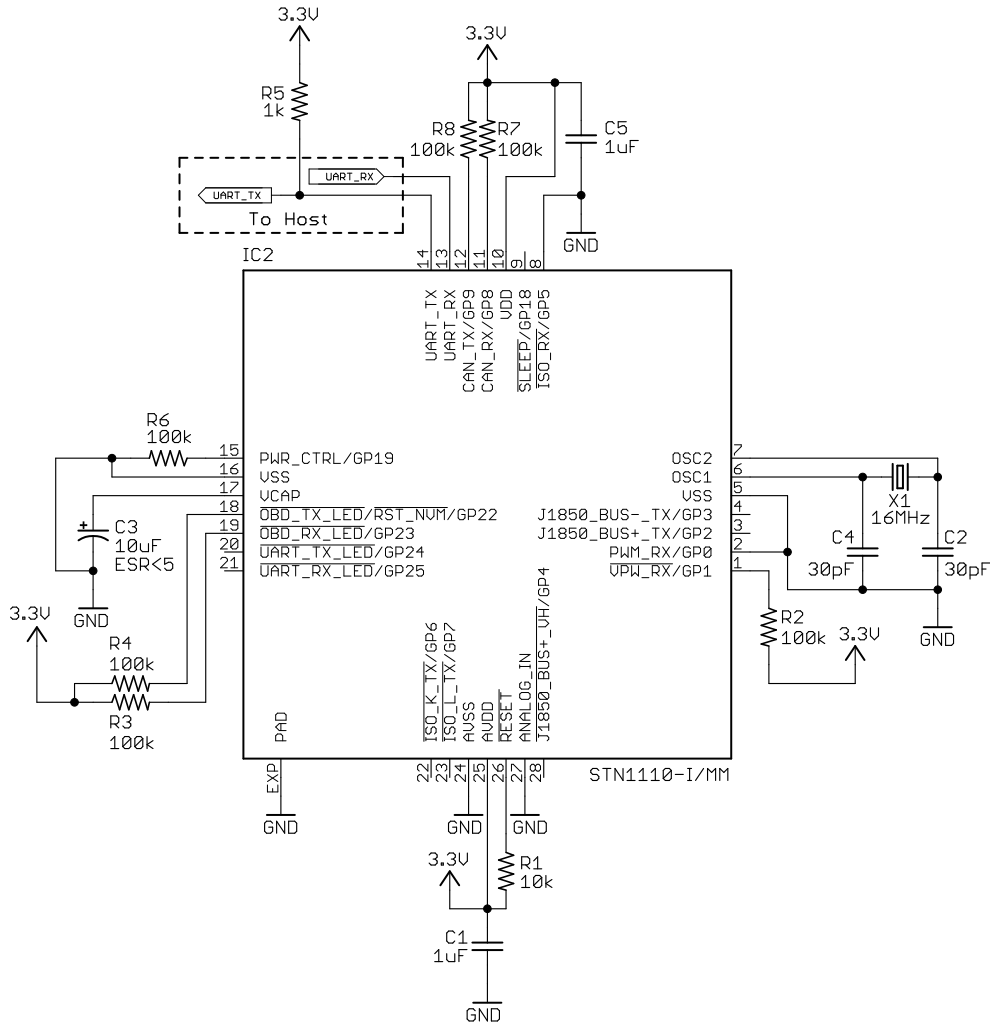 3.3V
3.3V
R5
1k
R8
100k
R7
100k
C5
1uF
UART_RX
UART_TX
To Host
GND
IC2
14
13
12
11
10
9
8
UART_TX
UART_RX
CAN_TX/GP9
CAN_RX/GP8
VDD
SLEEP/GP18
ISO_RX/GP5
R6
100k
15 PWR_CTRL/GP19
16 VSS
17 VCAP
18 OBD_TX_LED/RST_NVM/GP22
19 OBD_RX_LED/GP23
20 UART_TX_LED/GP24
21 UART_RX_LED/GP25
C3
10uF
ESR<5
GND
3.3V
R4
100k
R3
100k
OSC2 7
OSC1 6
VSS 5
J1850_BUS-_TX/GP3 4
J1850_BUS+_TX/GP2 3
PWM_RX/GP0 2
VPW_RX/GP1 1
X1
16MHz
C4
30pF
C2
30pF
GND
R2
100k
3.3V
PAD
ISO_K_TX/GP6
ISO_L_TX/GP7
AVSS
AVDD
RESET
ANALOG_IN
J1850_BUS+_VH/GP4
EXP
22
23
24
25
26
27
28
STN1110-I/MM
GND
GND
GND
3.3V
R1
10k
C1
1uF
GND